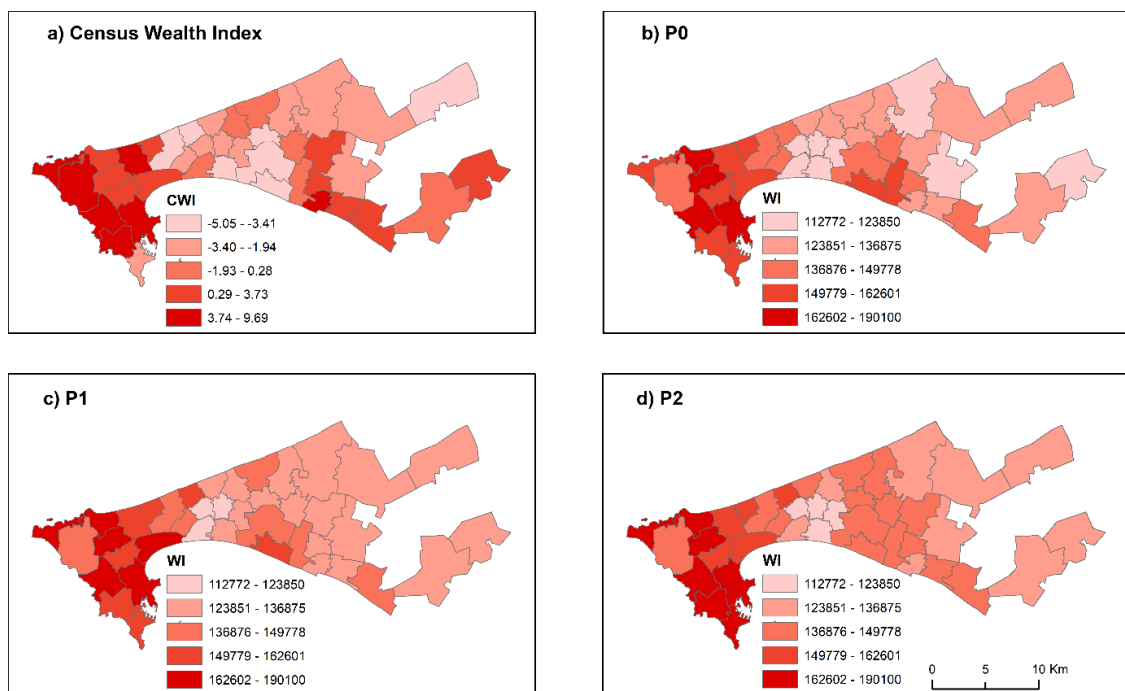 a) Census Wealth Index
CWI
-5.05 - -3.41
-3.40 - -1.94
-1.93 - 0.28
0.29 - 3.73
3.74 - 9.69
b) P0
WI
112772 - 123850
123851 - 136875
136876 - 149778
149779 - 162601
162602 - 190100
c) P1
WI
112772 - 123850
123851 - 136875
136876 - 149778
149779 - 162601
162602 - 190100
d) P2
WI
112772 - 123850
123851 - 136875
136876 - 149778
149779 - 162601
162602 - 190100
0 5 10 Km